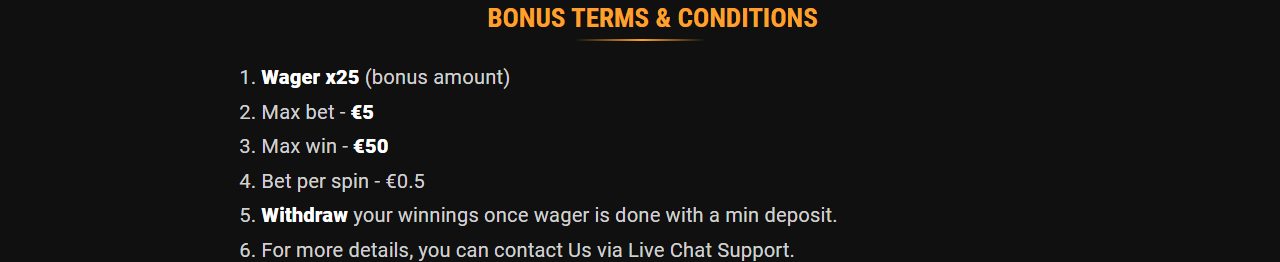 BONUS TERMS & CONDITIONS
1. Wager x25 (bonus amount)
2. Max bet - €5
3. Max win - €50
4. Bet per spin - €0.5
5. Withdraw your winnings once wager is done with a min deposit.
6. For more details, you can contact Us via Live Chat Support.